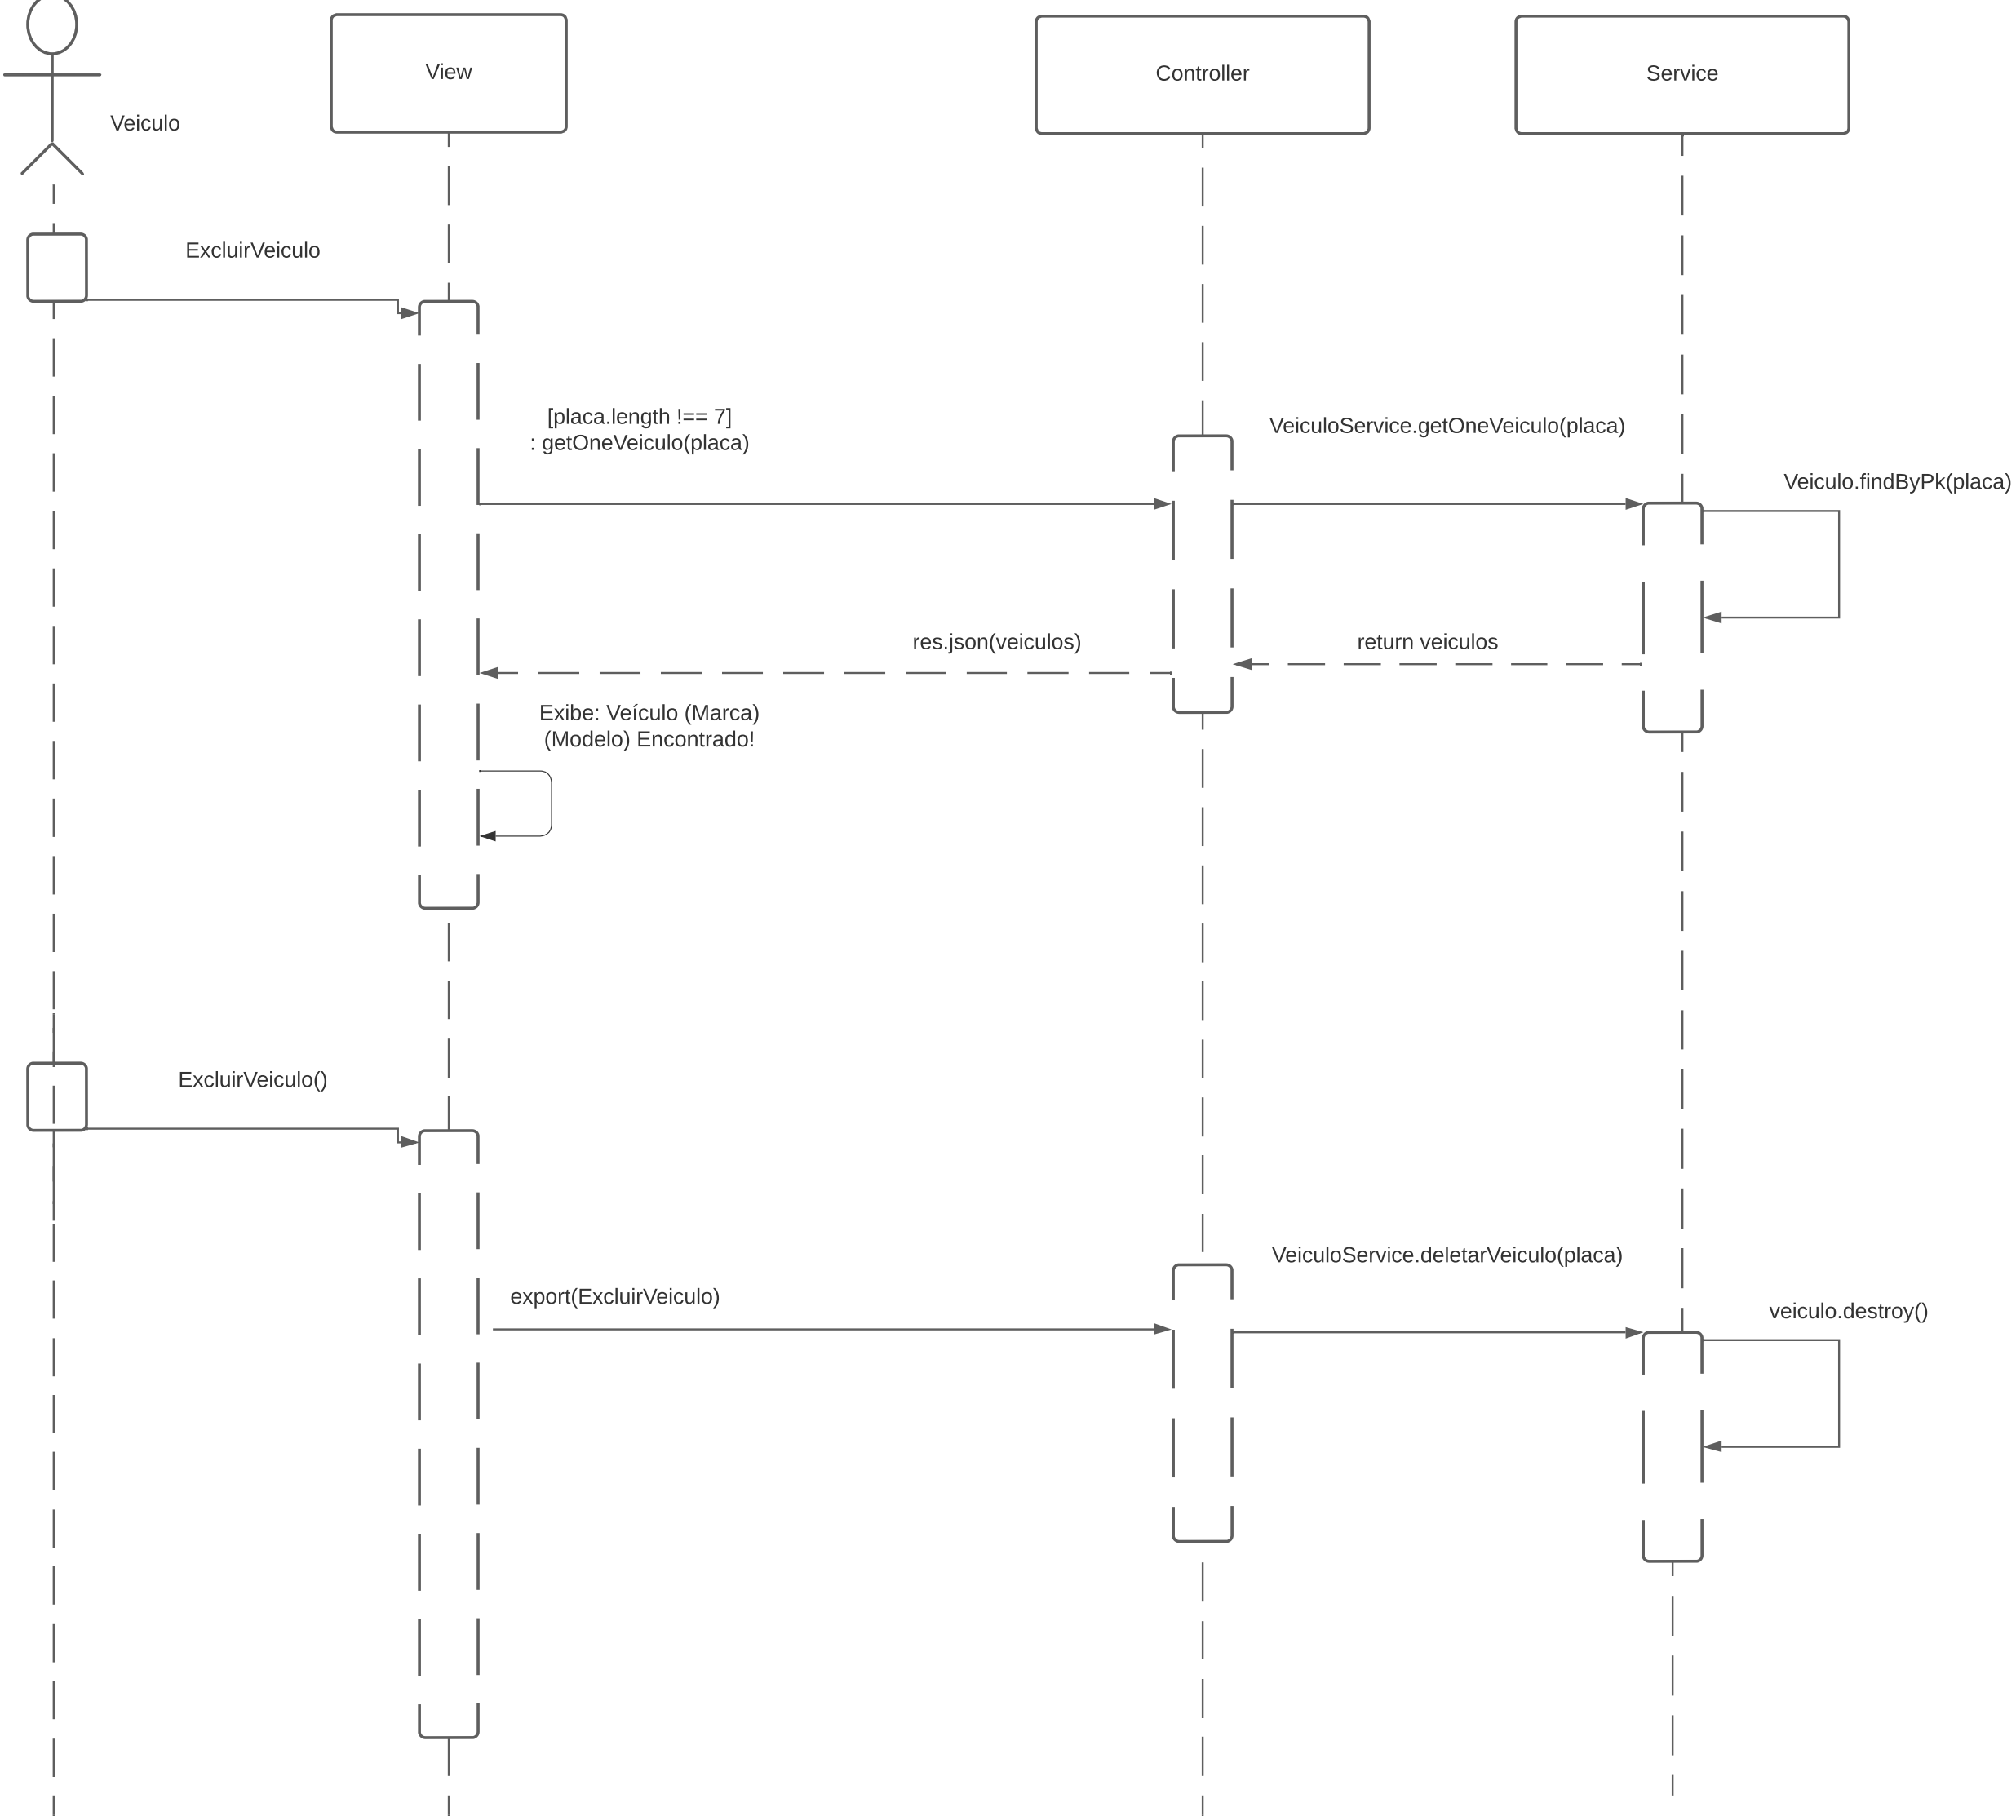 View
Controller
Service
Veiculo
ExcluirVeiculo
[placa.length !== 7]
: getOneVeiculo(placa)
VeiculoService.getOneVeiculo(placa)
Veiculo.findByPk(placa)
res.json(veiculos)
return veiculos
Exibe: Veículo (Marca)
(Modelo) Encontrado!
ExcluirVeiculo()
export(ExcluirVeiculo)
VeiculoService.deletarVeiculo(placa)
veiculo.destroy()